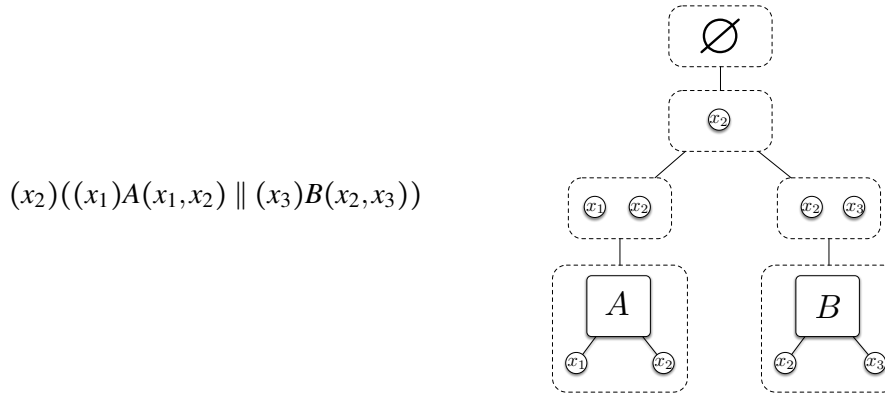 ∅
x₂
(x₂)((x₁)A(x₁,x₂) ∥ (x₃)B(x₂,x₃))
x₁ x₂ x₂ x₃
A B
x₁ x₂ x₂ x₃